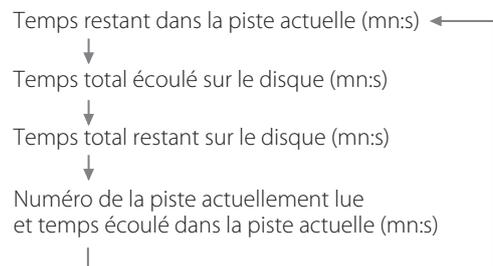 Temps restant dans la piste actuelle (mn:s)
Temps total écoulé sur le disque (mn:s)
Temps total restant sur le disque (mn:s)
Numéro de la piste actuellement lue
et temps écoulé dans la piste actuelle (mn:s)